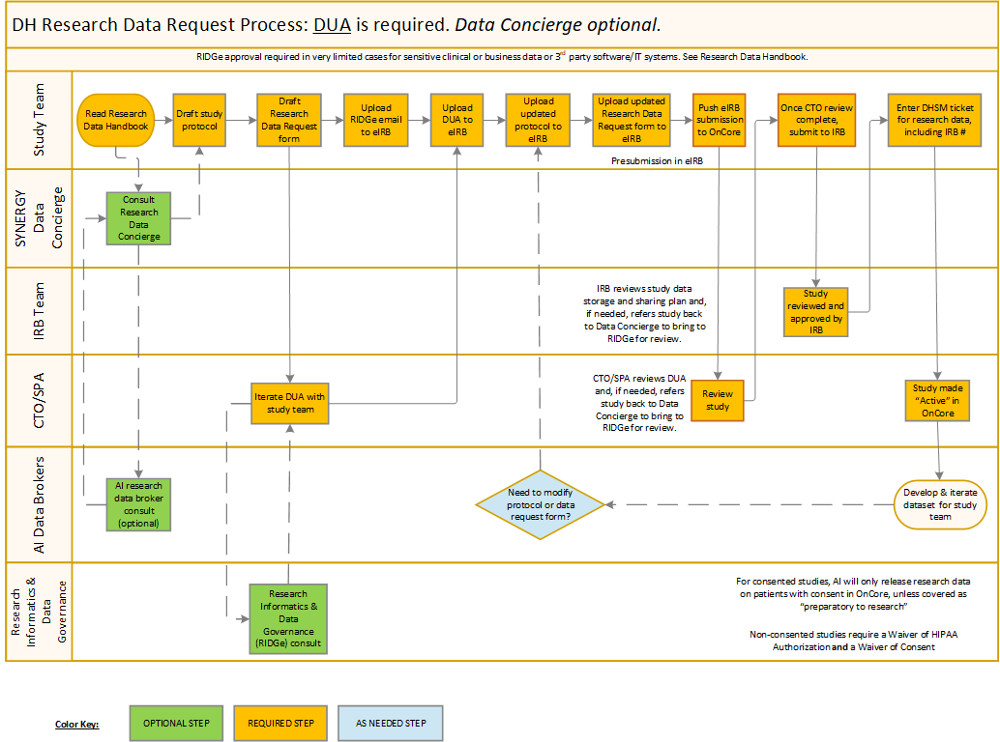 DH Research Data Request Process: DUA is required. Data Concierge optional.
RIDGe approval required in very limited cases for sensitive clinical or business data or 3rd party software/IT systems. See Research Data Handbook.
Study Team
Read Research
Data Handbook
Draft study
protocol
Draft
Research
Data Request
form
Upload
RIDGe email
to eIRB
Upload
DUA to
eIRB
Upload
updated
protocol to
eIRB
Upload updated
Research Data
Request form to
eIRB
Push eIRB
submission
to OnCore
Once CTO review
complete,
submit to IRB
Enter DHSM ticket
for research data,
including IRB #
Presubmission in eIRB
SYNERGY
Data
Concierge
Consult
Research
Data
Concierge
IRB Team
IRB reviews study data
storage and sharing plan and,
if needed, refers study back
to Data Concierge to bring to
RIDGe for review.
Study
reviewed and
approved by
IRB
CTO/SPA
Iterate DUA with
study team
CTO/SPA reviews DUA
and, if needed, refers
study back to Data
Concierge to bring to
RIDGe for review.
Review
study
Study made
“Active” in
OnCore
AI Data Brokers
AI research
data broker
consult
(optional)
Need to modify
protocol or data
request form?
Develop & iterate
dataset for study
team
Research
Informatics &
Data
Governance
Research
Informatics &
Data
Governance
(RIDGe) consult
For consented studies, AI will only release research data
on patients with consent in OnCore, unless covered as
“preparatory to research”
Non-consented studies require a Waiver of HIPAA
Authorization and a Waiver of Consent
Color Key:
OPTIONAL STEP
REQUIRED STEP
AS NEEDED STEP